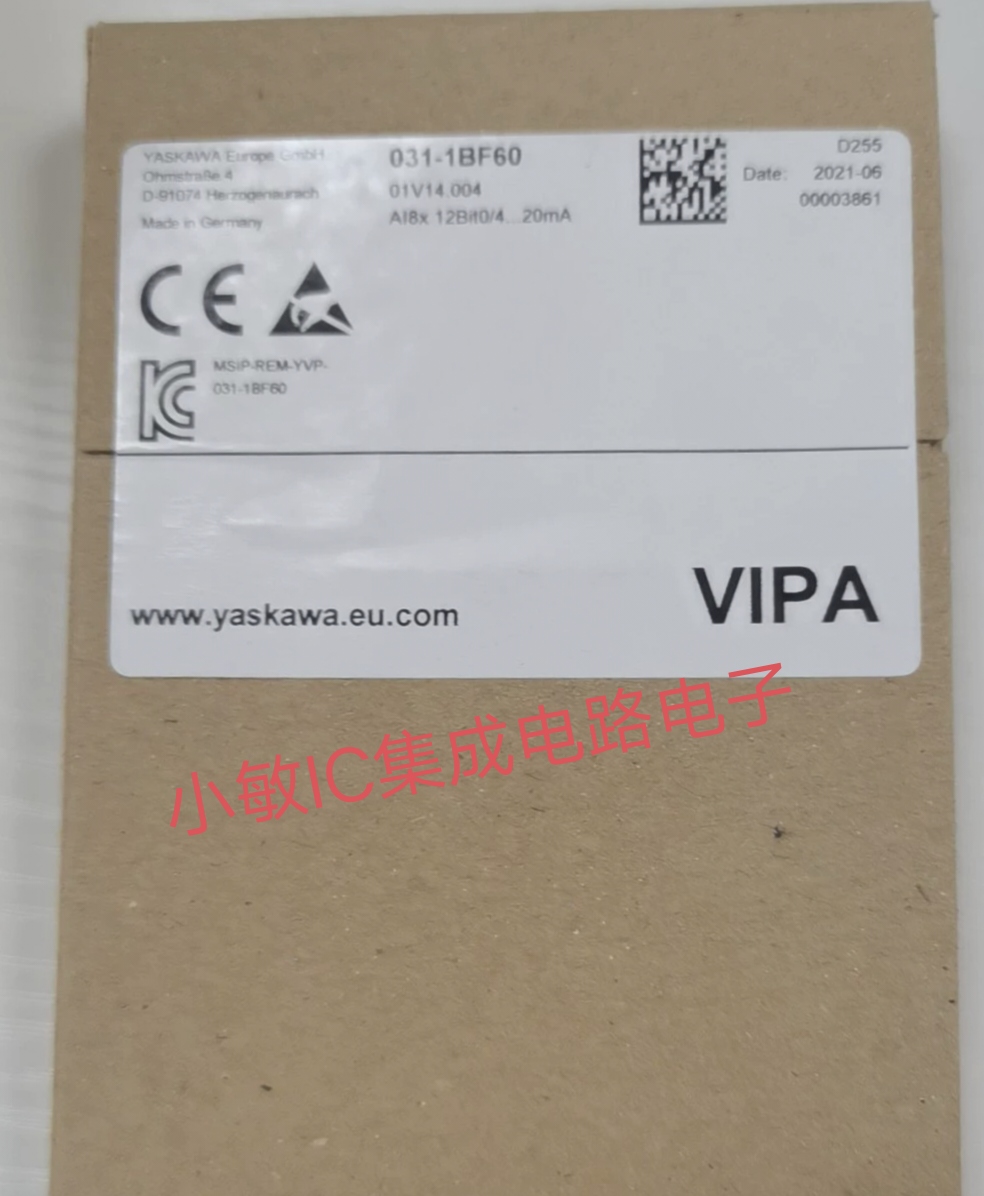 YASKAWA Europe GmbH
Ohmstraße 4
D-91074 Herzogenaurach
Made in Germany
031-1BF60
01V14.004
AI8x 12Bit0/4...20mA
D255
Date: 2021-06
00003861
CE
KC
MSIP-REM-YVP-
031-1BF60
www.yaskawa.eu.com
VIPA
小敏IC集成电路电子